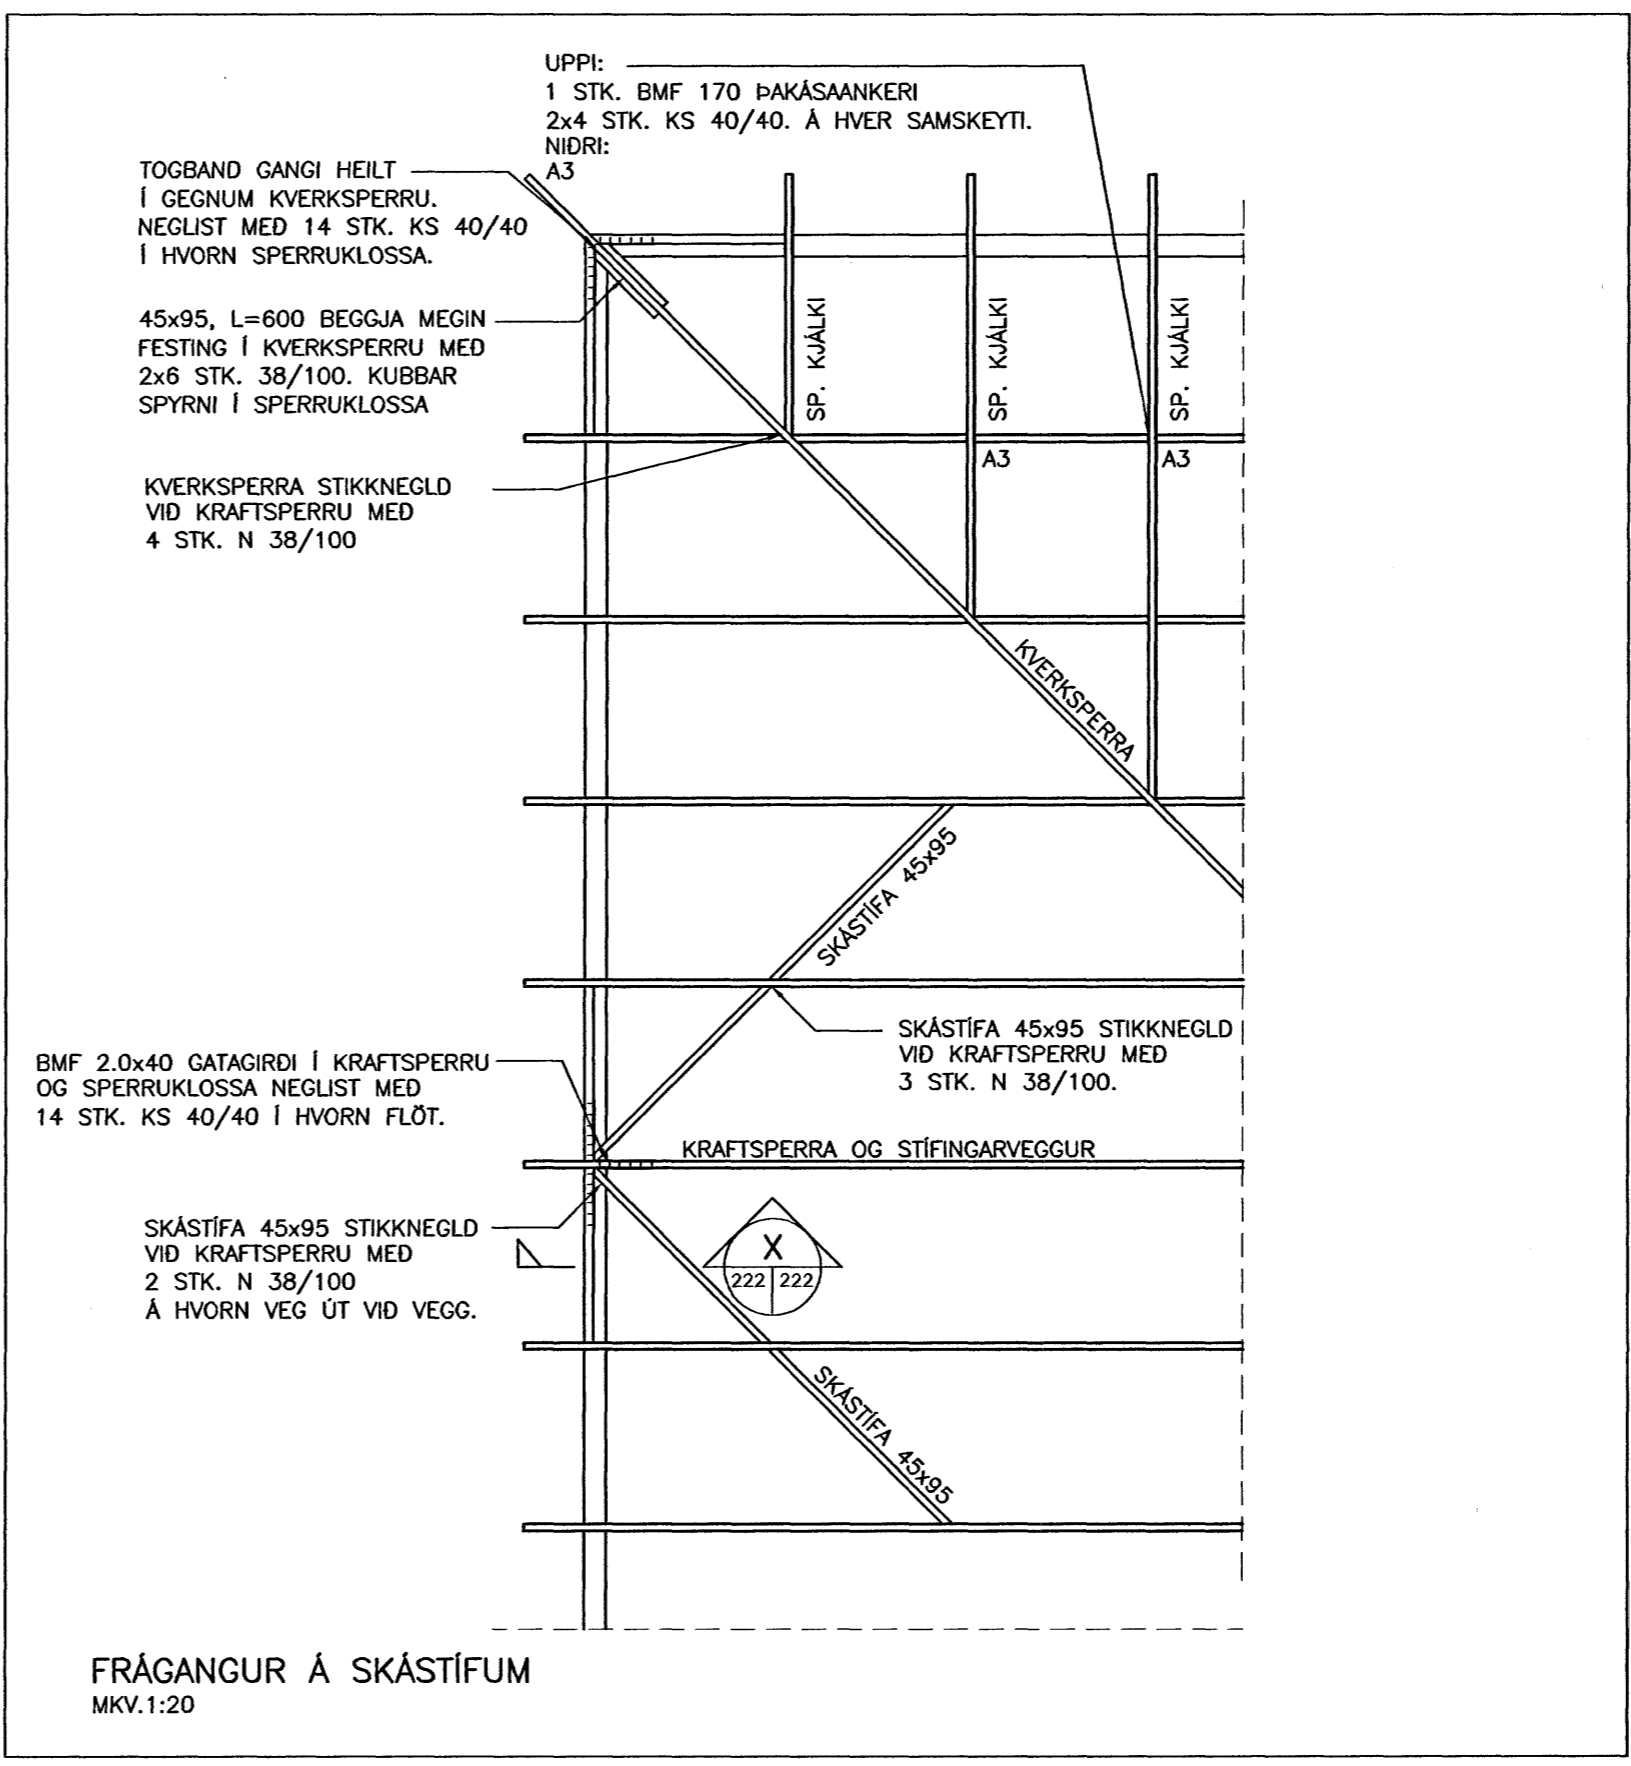 UPPI:
1 STK. BMF 170 ÞAKÁSAANKERI
2x4 STK. KS 40/40. Á HVER SAMSKEYTI.
NIÐRI:
A3
TOGBAND GANGI HEILT
Í GEGNUM KVERKSPERRU.
NEGLIST MEÐ 14 STK. KS 40/40
Í HVORN SPERRUKLOSSA.
45x95, L=600 BEGGJA MEGIN
FESTING Í KVERKSPERRU MEÐ
2x6 STK. 38/100. KUBBAR
SPYRNI Í SPERRUKLOSSA
SP. KJÁLKI
SP. KJÁLKI
SP. KJÁLKI
A3
A3
KVERKSPERRA STIKKNEGLD
VIÐ KRAFTSPERRU MEÐ
4 STK. N 38/100
KVERKSPERRA
SKÁSTÍFA 45x95
SKÁSTÍFA 45x95 STIKKNEGLD
VIÐ KRAFTSPERRU MEÐ
3 STK. N 38/100.
BMF 2.0x40 GATAGIRÐI Í KRAFTSPERRU
OG SPERRUKLOSSA NEGLIST MEÐ
14 STK. KS 40/40 Í HVORN FLÖT.
KRAFTSPERRA OG STÍFINGARVEGGUR
SKÁSTÍFA 45x95 STIKKNEGLD
VIÐ KRAFTSPERRU MEÐ
2 STK. N 38/100
Á HVORN VEG ÚT VIÐ VEGG.
X
222 222
SKÁSTÍFA 45x95
FRÁGANGUR Á SKÁSTÍFUM
MKV.1:20